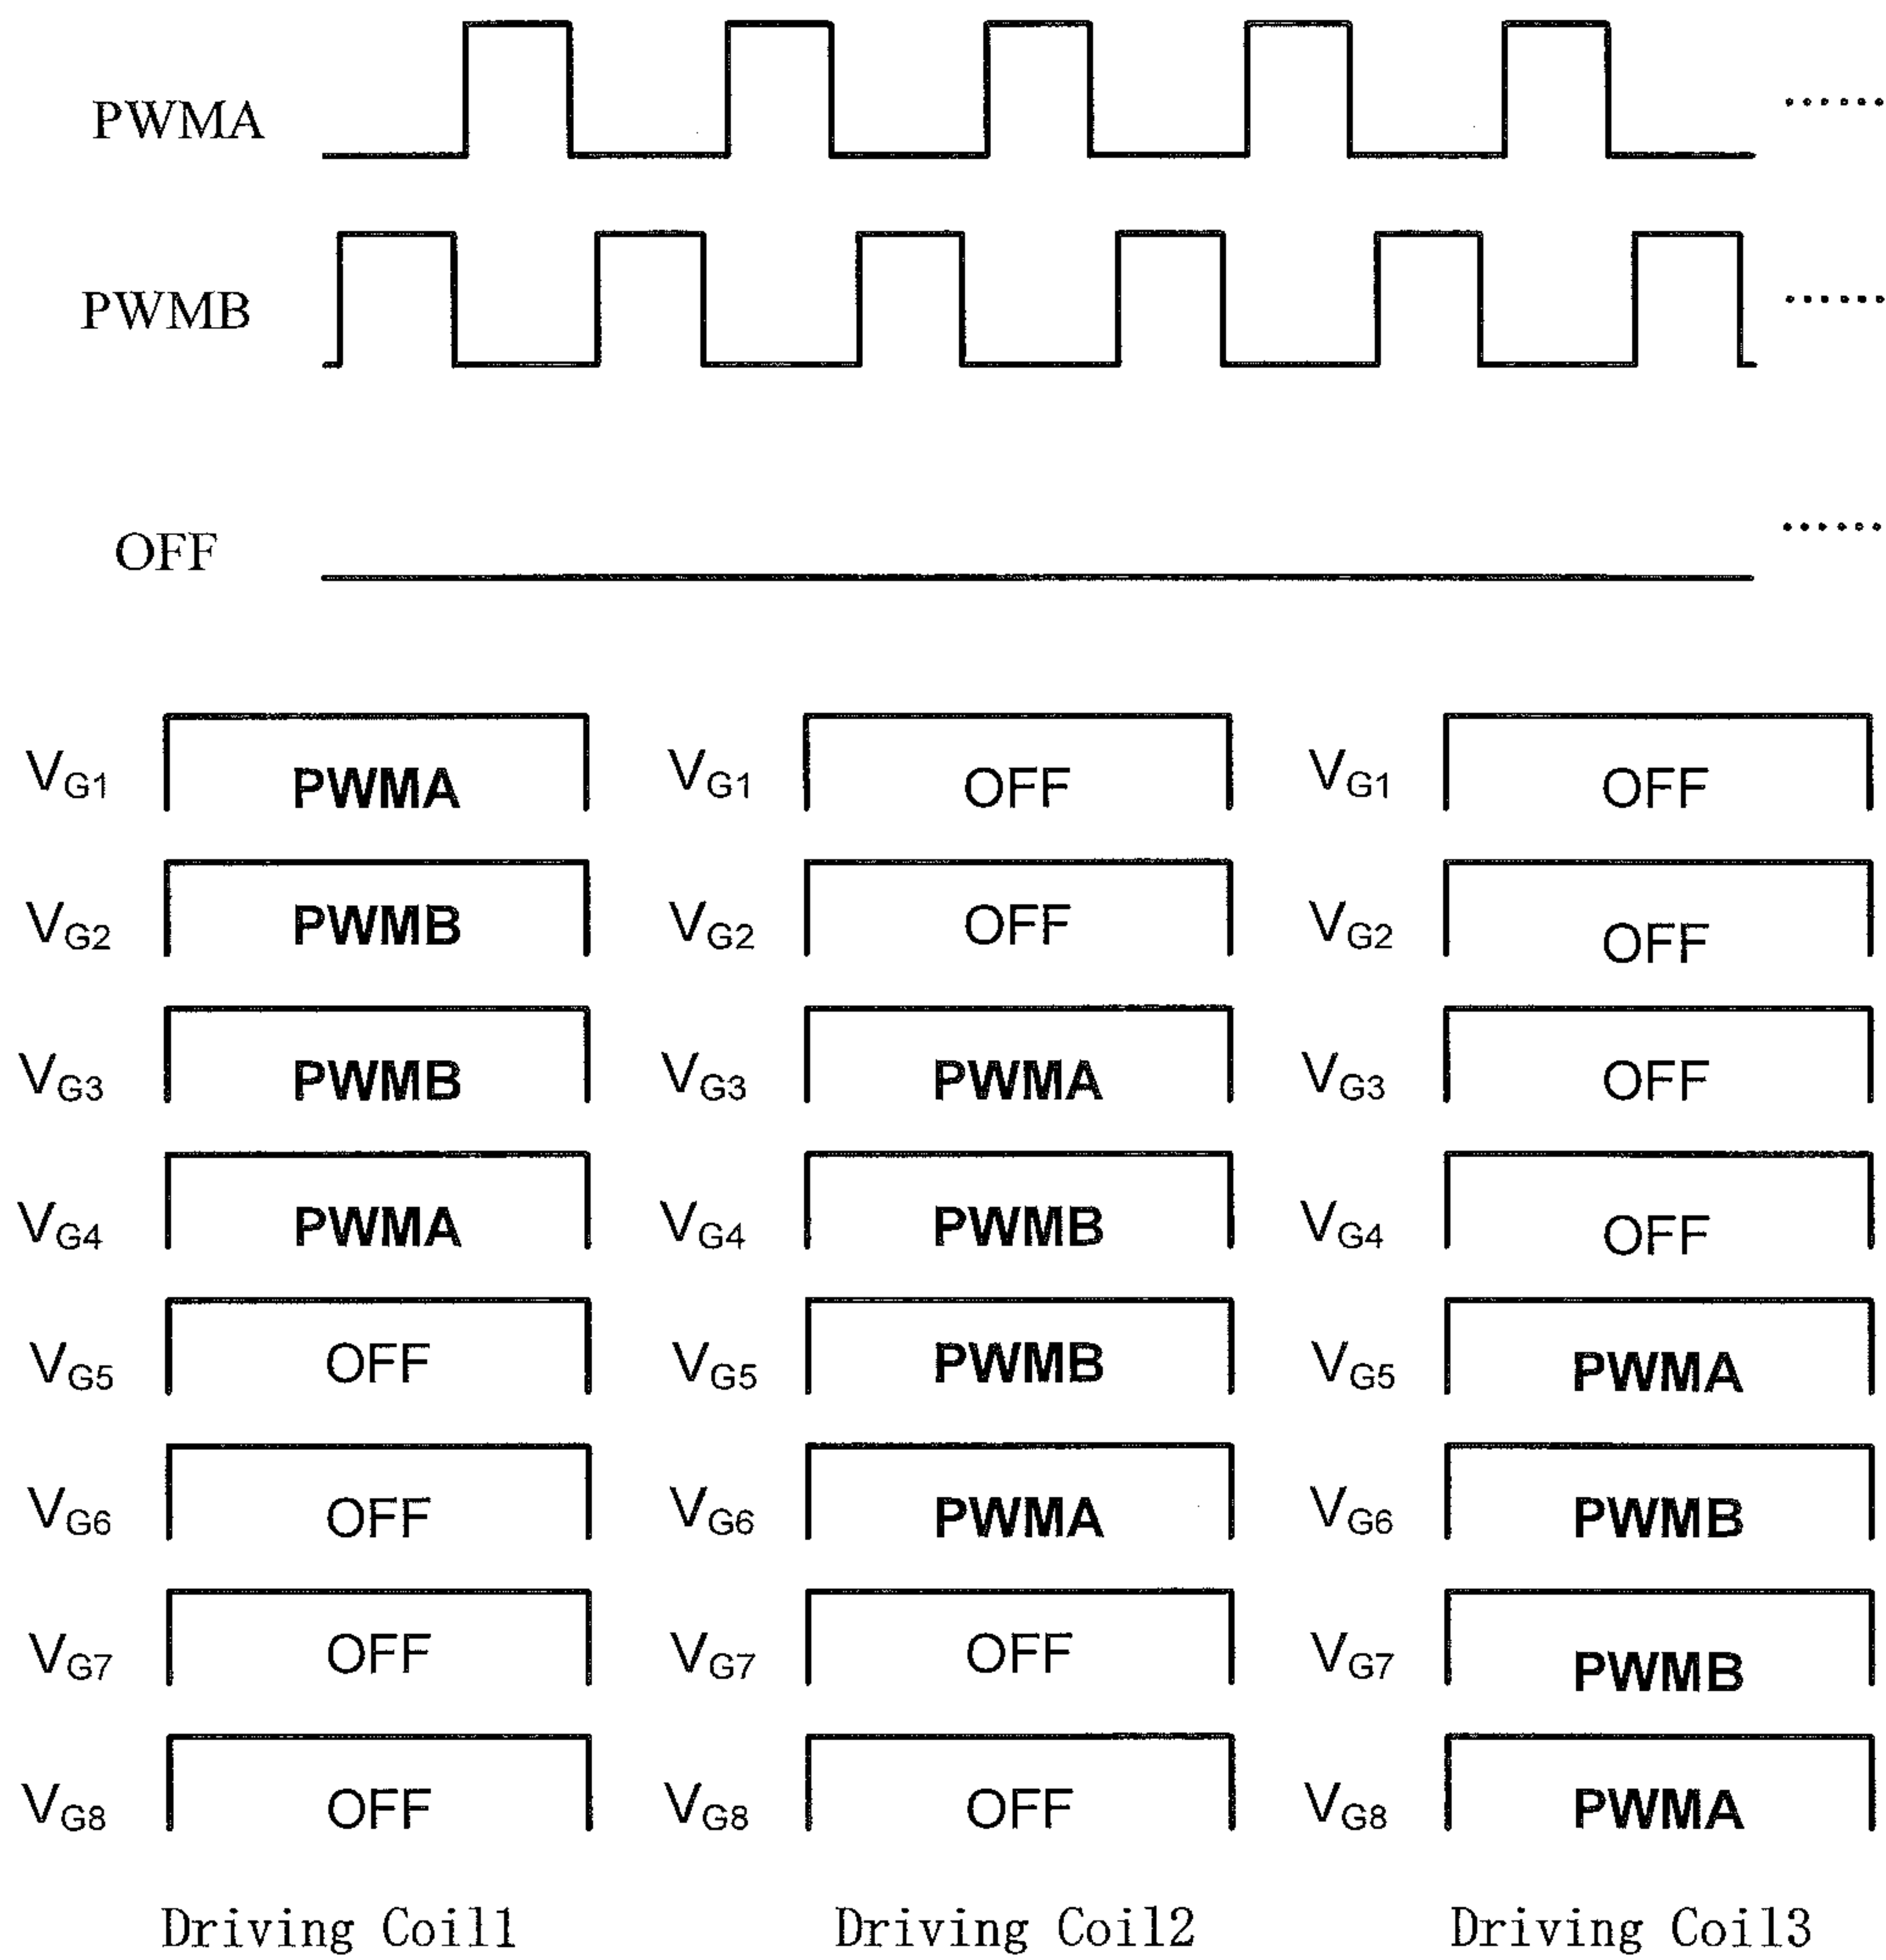 PWMA ......
PWMB ......
OFF ......
VG1 PWMA VG1 OFF VG1 OFF
VG2 PWMB VG2 OFF VG2 OFF
VG3 PWMB VG3 PWMA VG3 OFF
VG4 PWMA VG4 PWMB VG4 OFF
VG5 OFF VG5 PWMB VG5 PWMA
VG6 OFF VG6 PWMA VG6 PWMB
VG7 OFF VG7 OFF VG7 PWMB
VG8 OFF VG8 OFF VG8 PWMA
Driving Coil1 Driving Coil2 Driving Coil3